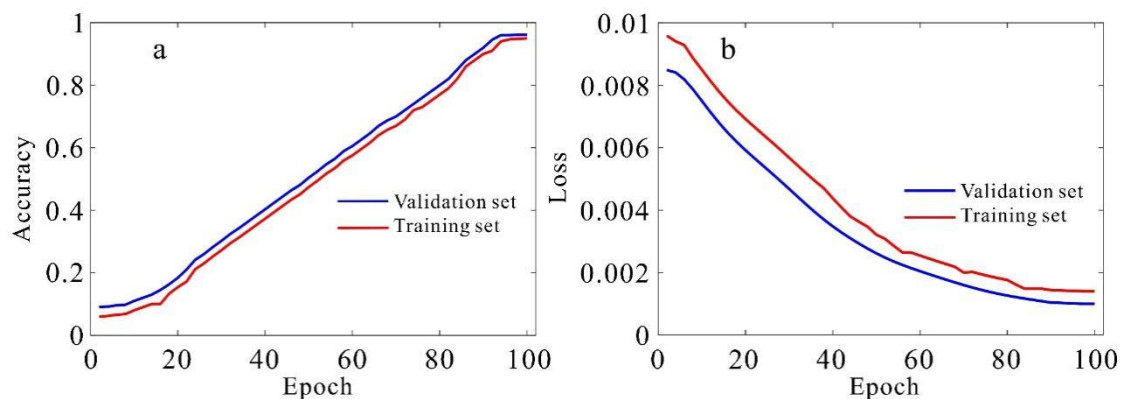 a
1
0.8
0.6
0.4
0.2
0
Accuracy
Validation set
Training set
0 20 40 60 80 100
Epoch
b
0.01
0.008
0.006
0.004
0.002
0
Loss
Validation set
Training set
0 20 40 60 80 100
Epoch